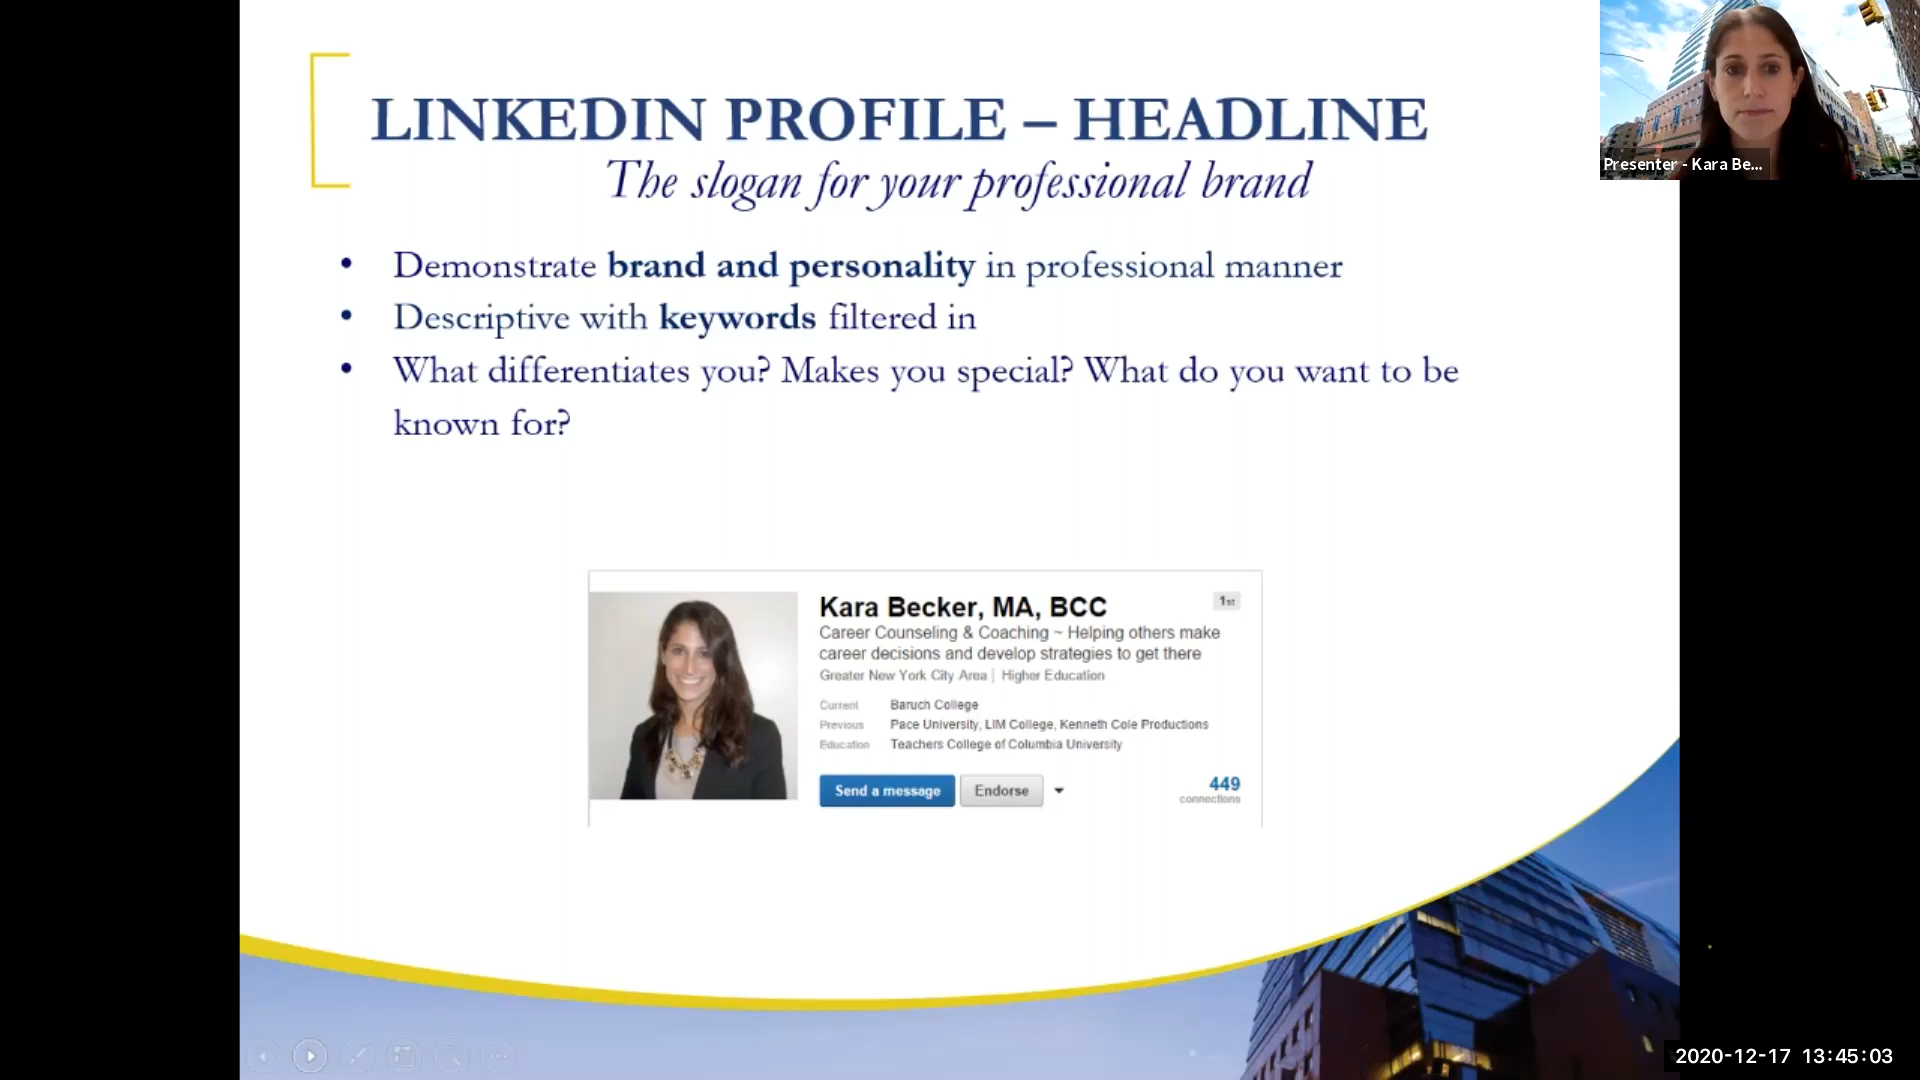 LINKEDIN PROFILE – HEADLINE
The slogan for your professional brand
• Demonstrate brand and personality in professional manner
• Descriptive with keywords filtered in
• What differentiates you? Makes you special? What do you want to be
known for?
Kara Becker, MA, BCC
1st
Career Counseling & Coaching ~ Helping others make
career decisions and develop strategies to get there
Greater New York City Area | Higher Education
Current Baruch College
Previous Pace University, LIM College, Kenneth Cole Productions
Education Teachers College of Columbia University
Send a message Endorse
449
connections
Presenter - Kara Be...
2020-12-17 13:45:03